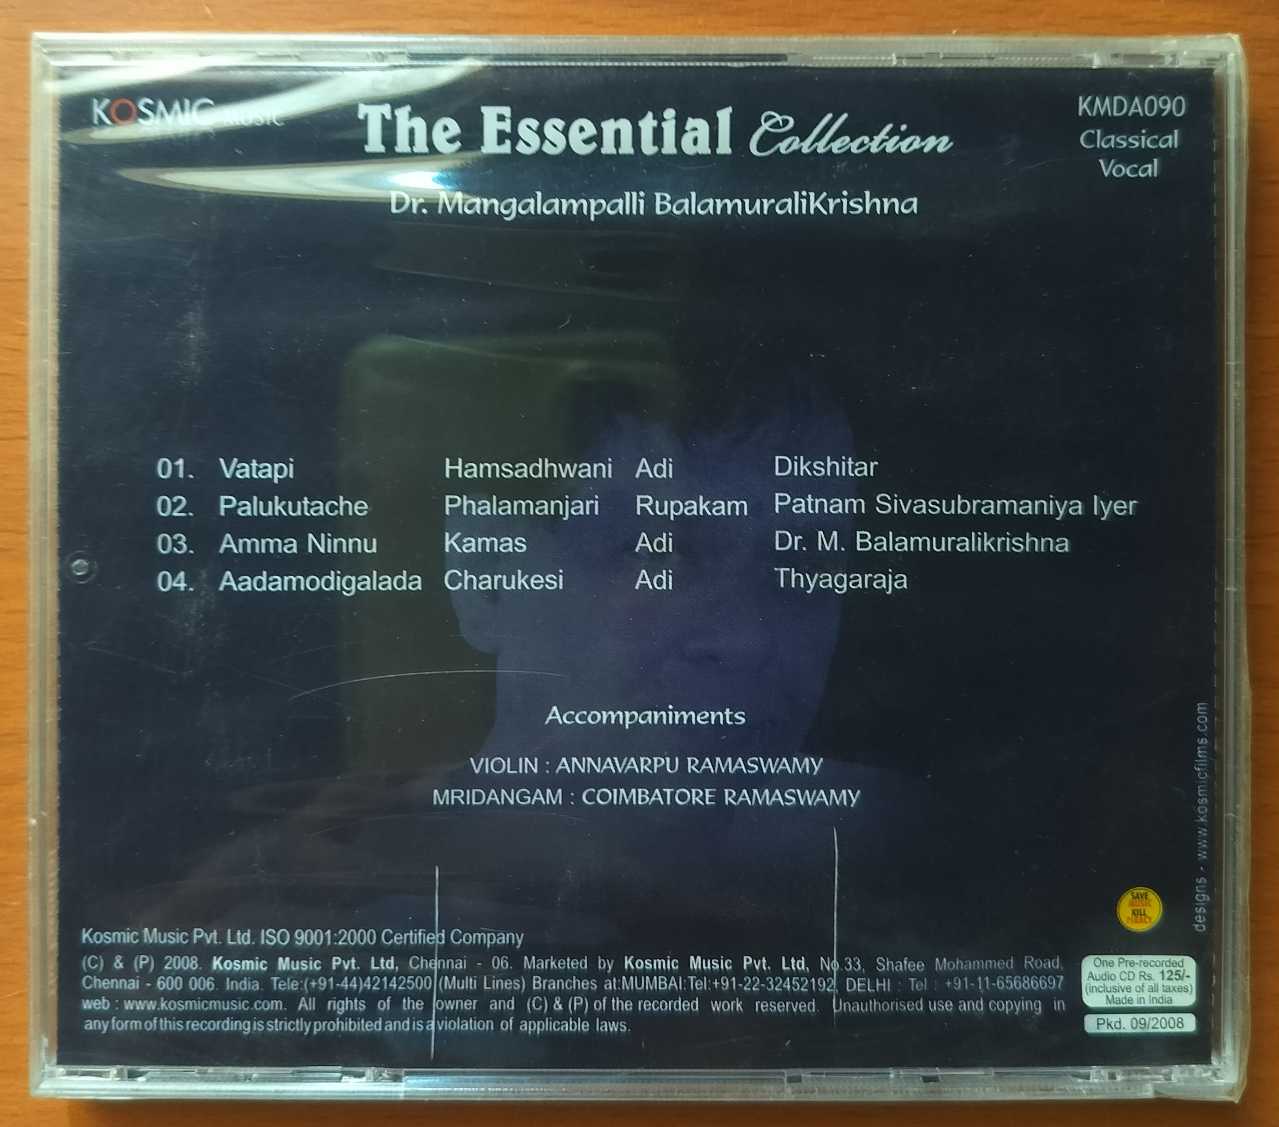 KOSMIC MUSIC
The Essential Collection
KMDA090
Classical
Vocal
Dr. Mangalampalli BalamuraliKrishna
01. Vatapi Hamsadhwani Adi Dikshitar
02. Palukutache Phalamanjari Rupakam Patnam Sivasubramaniya Iyer
03. Amma Ninnu Kamas Adi Dr. M. Balamuralikrishna
04. Aadamodigalada Charukesi Adi Thyagaraja
Accompaniments
VIOLIN : ANNAVARPU RAMASWAMY
MRIDANGAM : COIMBATORE RAMASWAMY
designs - www.kosmicfilms.com
SAVE
MUSIC
KILL
PIRACY
Kosmic Music Pvt. Ltd. ISO 9001:2000 Certified Company
(C) & (P) 2008. Kosmic Music Pvt. Ltd, Chennai - 06. Marketed by Kosmic Music Pvt. Ltd, No.33, Shafee Mohammed Road,
Chennai - 600 006. India. Tele:(+91-44)42142500 (Multi Lines) Branches at:MUMBAI:Tel:+91-22-32452192, DELHI : Tel : +91-11-65686697
web : www.kosmicmusic.com. All rights of the owner and (C) & (P) of the recorded work reserved. Unauthorised use and copying in
any form of this recording is strictly prohibited and is a violation of applicable laws.
One Pre-recorded
Audio CD Rs. 125/-
(inclusive of all taxes)
Made in India
Pkd. 09/2008